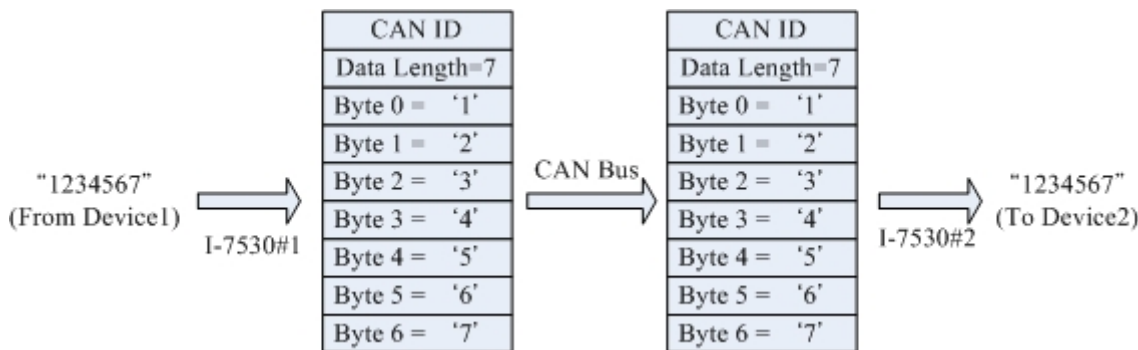 "1234567"
(From Device1)
I-7530#1
CAN ID
Data Length=7
Byte 0 = ‘1’
Byte 1 = ‘2’
Byte 2 = ‘3’
Byte 3 = ‘4’
Byte 4 = ‘5’
Byte 5 = ‘6’
Byte 6 = ‘7’
CAN Bus
CAN ID
Data Length=7
Byte 0 = ‘1’
Byte 1 = ‘2’
Byte 2 = ‘3’
Byte 3 = ‘4’
Byte 4 = ‘5’
Byte 5 = ‘6’
Byte 6 = ‘7’
I-7530#2
"1234567"
(To Device2)